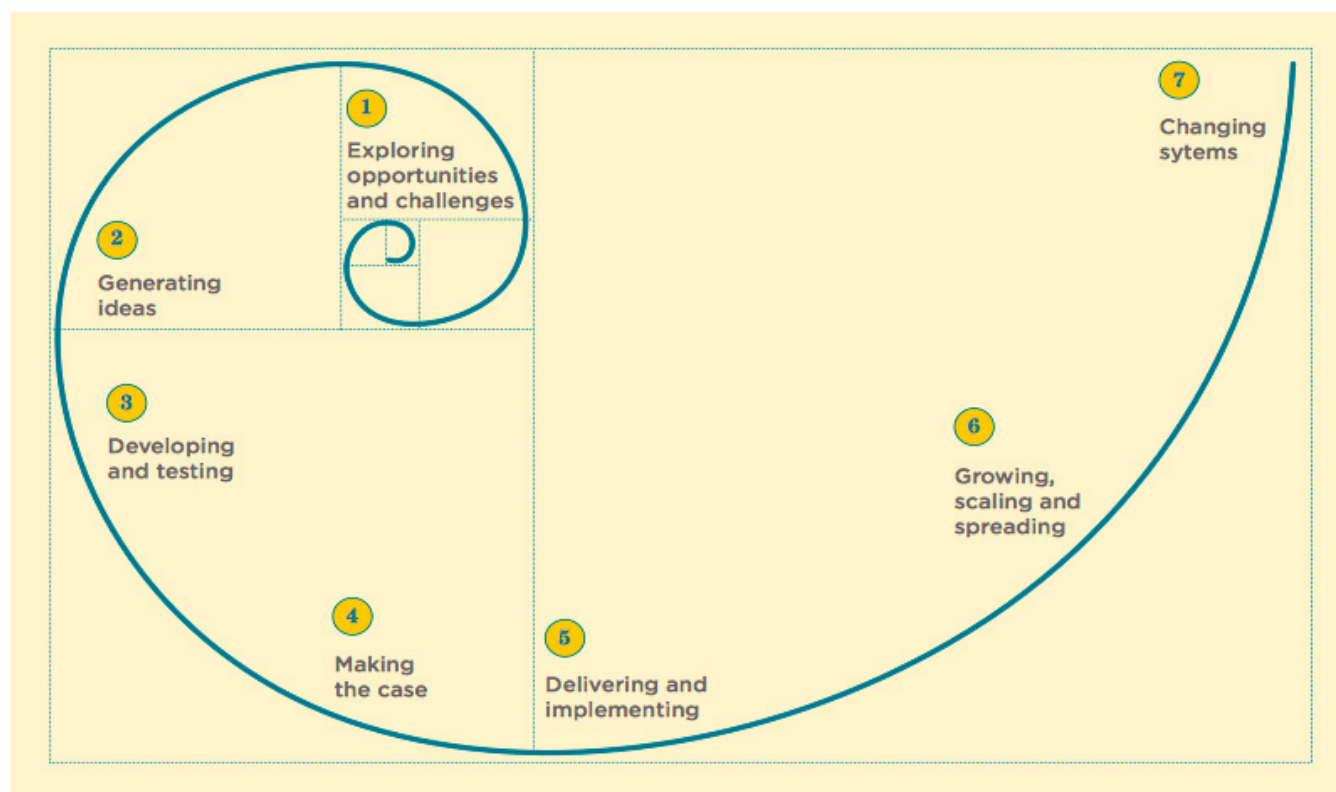 1
Exploring
opportunities
and challenges
2
Generating
ideas
3
Developing
and testing
4
Making
the case
5
Delivering and
implementing
6
Growing,
scaling and
spreading
7
Changing
sytems